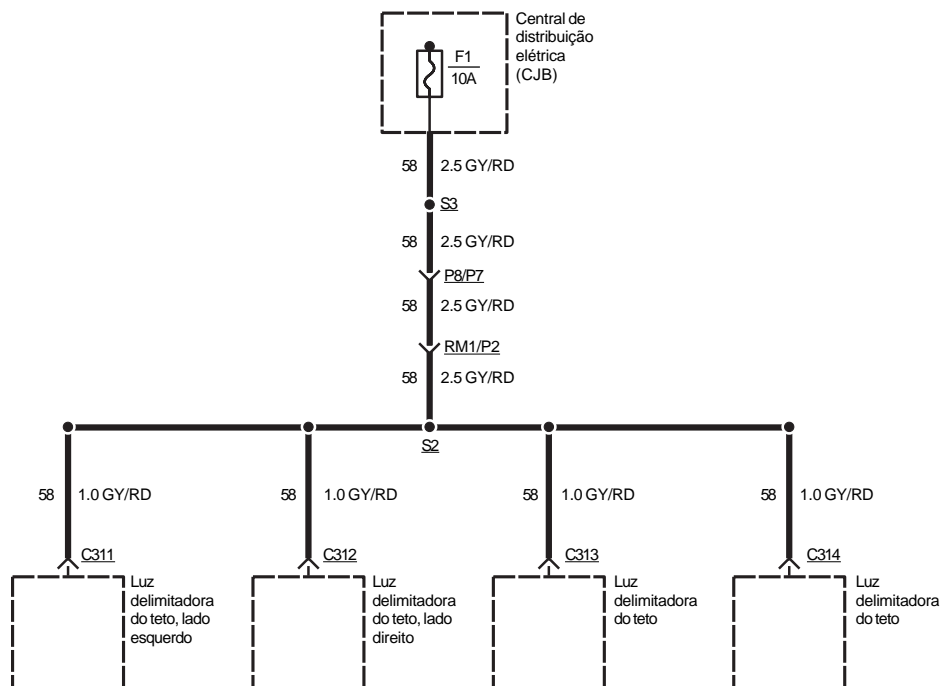 Central de
distribuição
elétrica
(CJB)
F1
10A
58 2.5 GY/RD
S3
58 2.5 GY/RD
P8/P7
58 2.5 GY/RD
RM1/P2
58 2.5 GY/RD
S2
58 1.0 GY/RD
58 1.0 GY/RD
58 1.0 GY/RD
58 1.0 GY/RD
C311
C312
C313
C314
Luz
delimitadora
do teto, lado
esquerdo
Luz
delimitadora
do teto, lado
direito
Luz
delimitadora
do teto
Luz
delimitadora
do teto